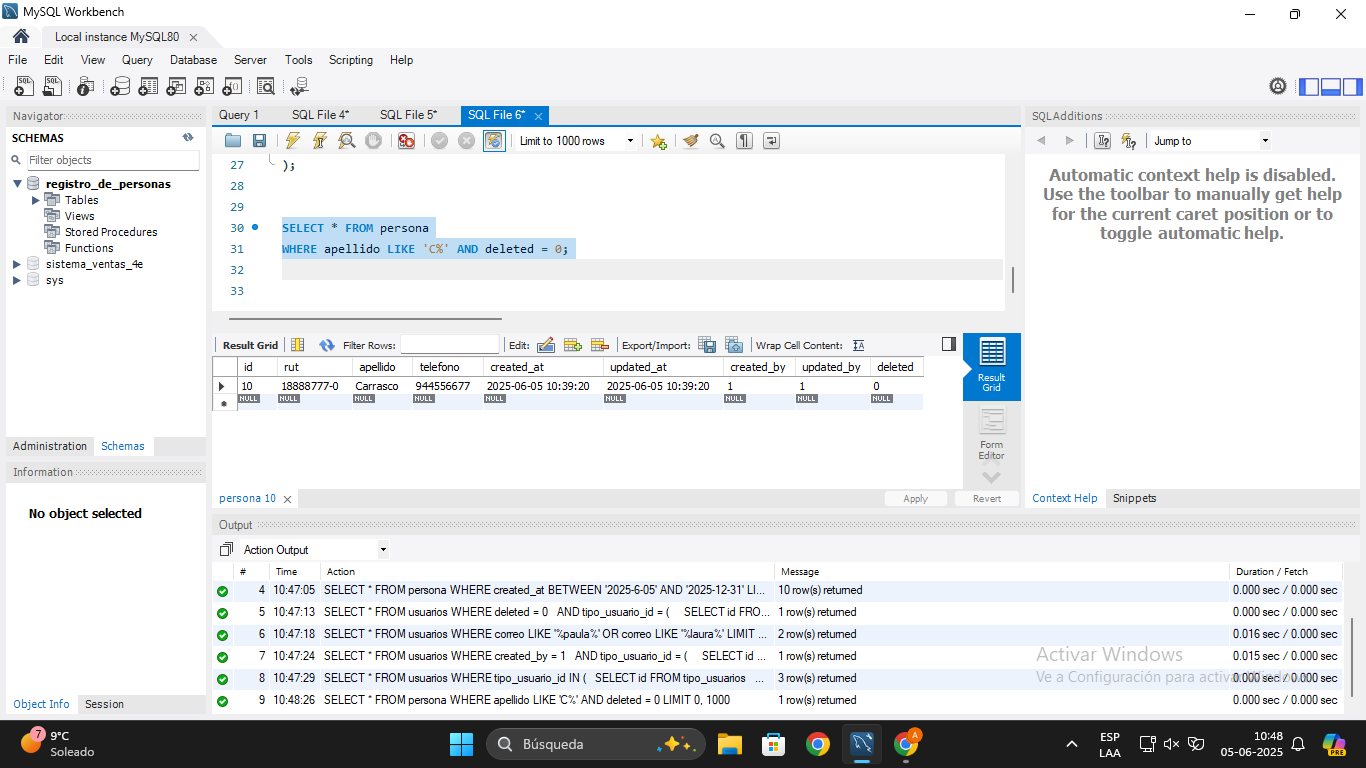 MySQL Workbench
Local instance MySQL80
File Edit View Query Database Server Tools Scripting Help
Navigator
SCHEMAS
Filter objects
registro_de_personas
Tables
Views
Stored Procedures
Functions
sistema_ventas_4e
sys
Administration Schemas
Information
No object selected
Object Info Session
Query 1 SQL File 4* SQL File 5* SQL File 6*
Limit to 1000 rows
27 );
28
29
30 SELECT * FROM persona
31 WHERE apellido LIKE 'C%' AND deleted = 0;
32
33
Result Grid Filter Rows: Edit: Export/Import: Wrap Cell Content:
id rut apellido telefono created_at updated_at created_by updated_by deleted
10 18888777-0 Carrasco 944556677 2025-06-05 10:39:20 2025-06-05 10:39:20 1 1 0
NULL NULL NULL NULL NULL NULL NULL NULL NULL
Result
Grid
Form
Editor
persona 10
Apply Revert
SQLAdditions
Jump to
Automatic context help is disabled.
Use the toolbar to manually get help
for the current caret position or to
toggle automatic help.
Context Help Snippets
Output
Action Output
# Time Action Message Duration / Fetch
4 10:47:05 SELECT * FROM persona WHERE created_at BETWEEN '2025-6-05' AND '2025-12-31' LI... 10 row(s) returned 0.000 sec / 0.000 sec
5 10:47:13 SELECT * FROM usuarios WHERE deleted = 0 AND tipo_usuario_id = ( SELECT id FRO... 1 row(s) returned 0.000 sec / 0.000 sec
6 10:47:18 SELECT * FROM usuarios WHERE correo LIKE '%paula%' OR correo LIKE '%laura%' LIMIT ... 2 row(s) returned 0.016 sec / 0.000 sec
7 10:47:24 SELECT * FROM usuarios WHERE created_by = 1 AND tipo_usuario_id = ( SELECT id ... 1 row(s) returned 0.015 sec / 0.000 sec
8 10:47:29 SELECT * FROM usuarios WHERE tipo_usuario_id IN ( SELECT id FROM tipo_usuarios ... 3 row(s) returned 0.000 sec / 0.000 sec
9 10:48:26 SELECT * FROM persona WHERE apellido LIKE 'C%' AND deleted = 0 LIMIT 0, 1000 1 row(s) returned 0.000 sec / 0.000 sec
Activar Windows
Ve a Configuración para activar Windows.
7
9°C
Soleado
Búsqueda
A
ESP
LAA
10:48
05-06-2025
PRE